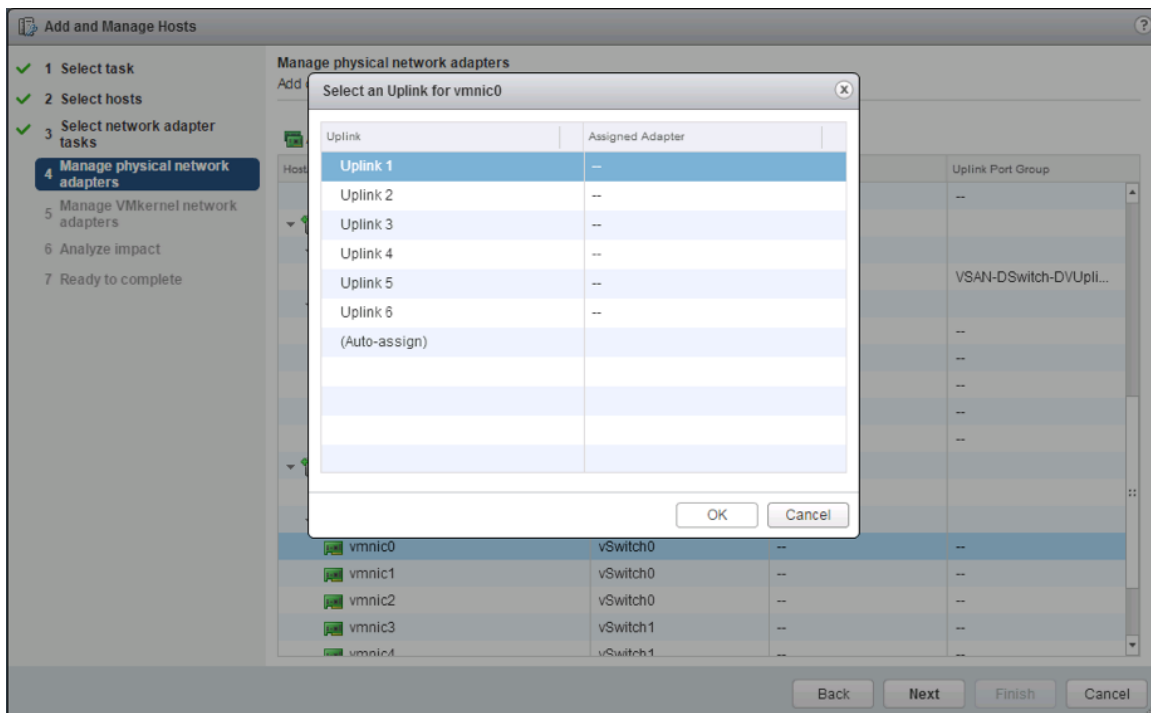 Add and Manage Hosts
?
1 Select task
2 Select hosts
3 Select network adapter
tasks
4 Manage physical network
adapters
5 Manage VMkernel network
adapters
6 Analyze impact
7 Ready to complete
Manage physical network adapters
Add
Select an Uplink for vmnic0
x
Uplink Assigned Adapter
Uplink 1 --
Uplink 2 --
Uplink 3 --
Uplink 4 --
Uplink 5 --
Uplink 6 --
(Auto-assign)
OK Cancel
Host Uplink Port Group
--
VSAN-DSwitch-DVUpli...
--
--
--
--
--
vmnic0 vSwitch0 -- --
vmnic1 vSwitch0 -- --
vmnic2 vSwitch0 -- --
vmnic3 vSwitch1 -- --
vmnic4 vSwitch1 -- --
Back Next Finish Cancel